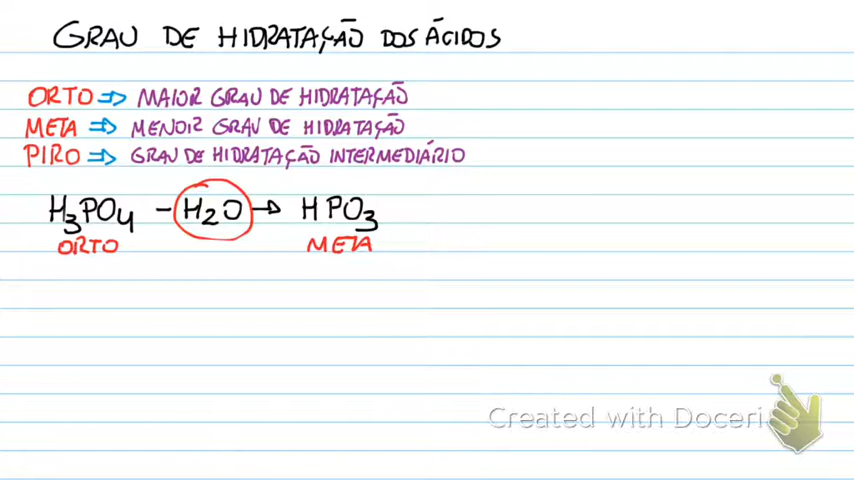 GRAU DE HIDRATAÇÃO DOS ÁCIDOS
ORTO ⇒ MAIOR GRAU DE HIDRATAÇÃO
META ⇒ MENOR GRAU DE HIDRATAÇÃO
PIRO ⇒ GRAU DE HIDRATAÇÃO INTERMEDIÁRIO
H₃PO₄ – H₂O → HPO₃
ORTO META
Created with Doceri